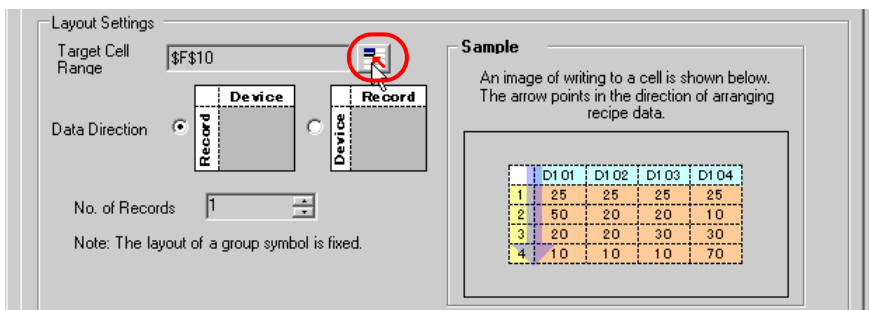 Layout Settings
Target Cell
Range
$F$10
Device
Record
Record
Device
Data Direction
No. of Records
1
Note: The layout of a group symbol is fixed.
Sample
An image of writing to a cell is shown below.
The arrow points in the direction of arranging
recipe data.
D101 D102 D103 D104
1 25 25 25 25
2 50 20 20 10
3 20 20 30 30
4 10 10 10 70